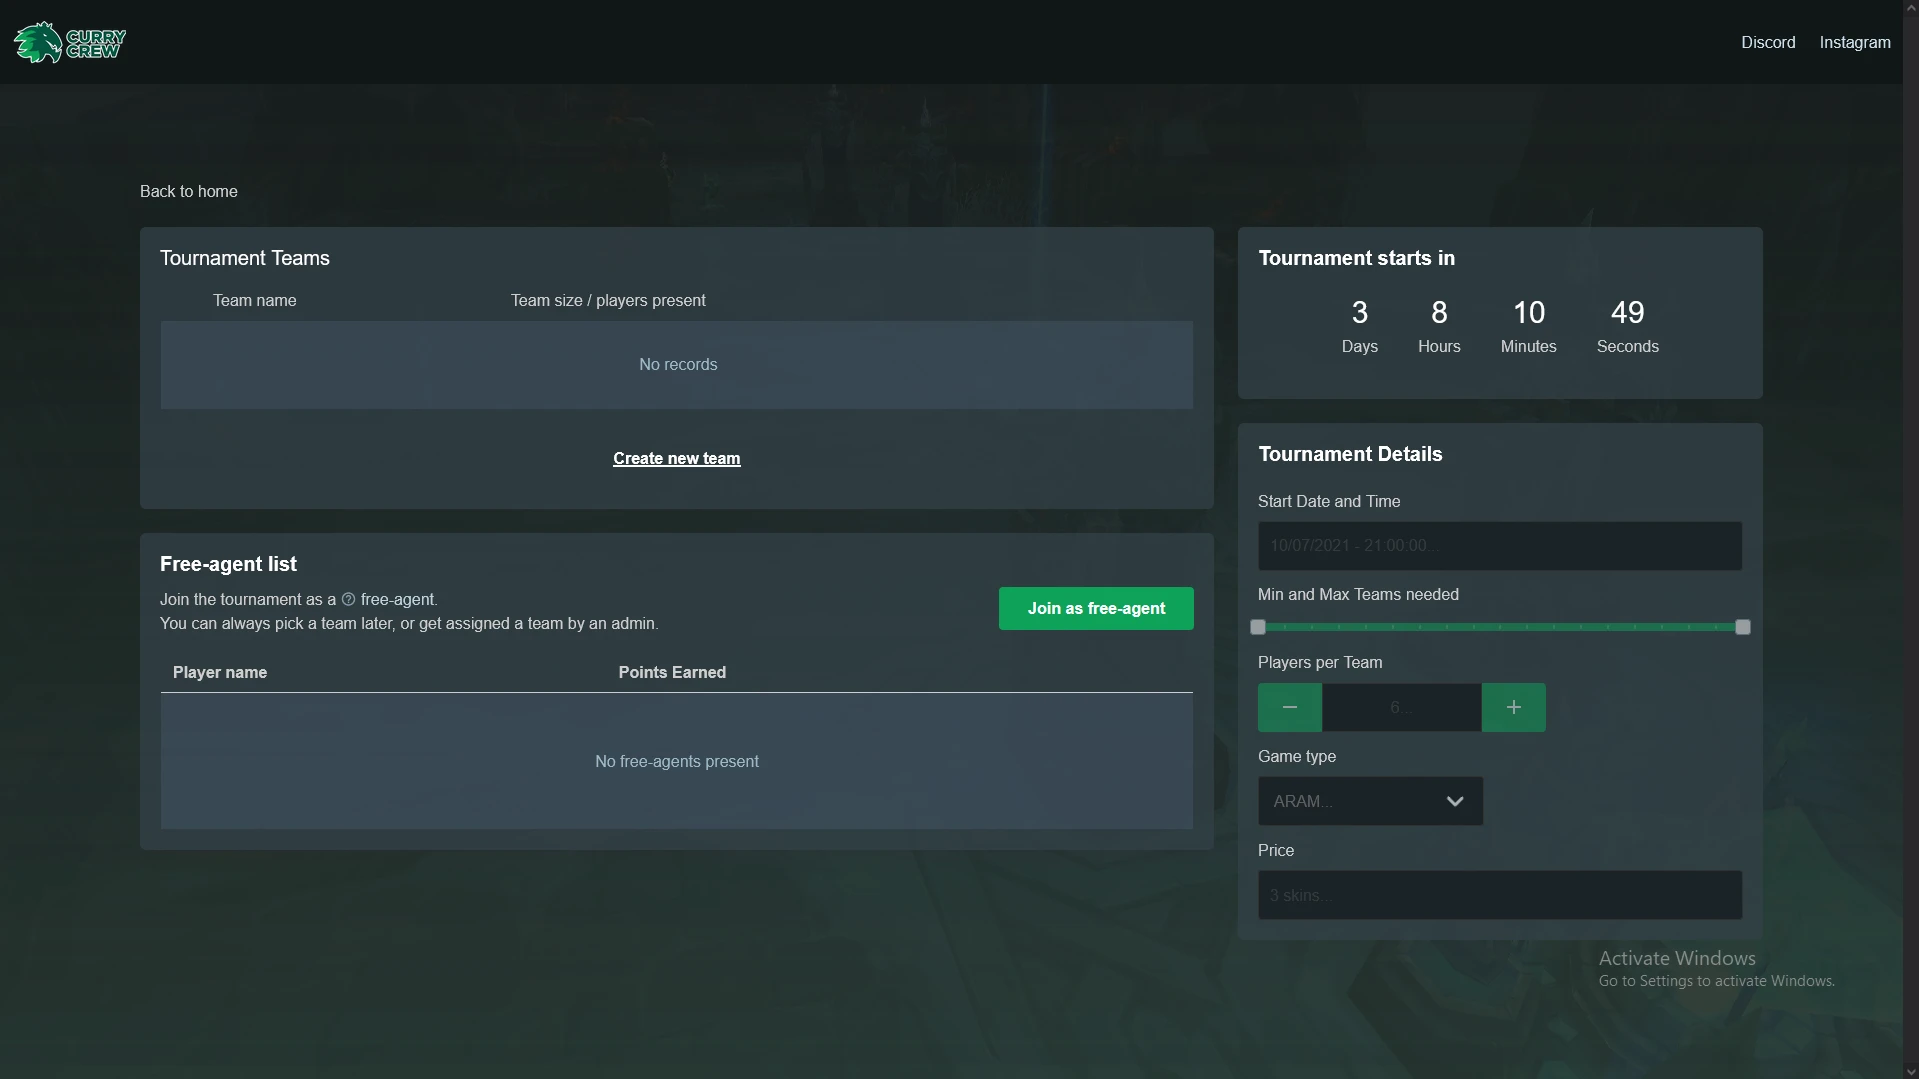 CURRY
CREW
Discord
Instagram
Back to home
Tournament Teams
Team name
Team size / players present
No records
Create new team
Free-agent list
Join the tournament as a free-agent.
You can always pick a team later, or get assigned a team by an admin.
Join as free-agent
Player name
Points Earned
No free-agents present
Tournament starts in
3
8
10
49
Days
Hours
Minutes
Seconds
Tournament Details
Start Date and Time
10/07/2021 - 21:00:00...
Min and Max Teams needed
Players per Team
6...
Game type
ARAM...
Price
3 skins...
Activate Windows
Go to Settings to activate Windows.